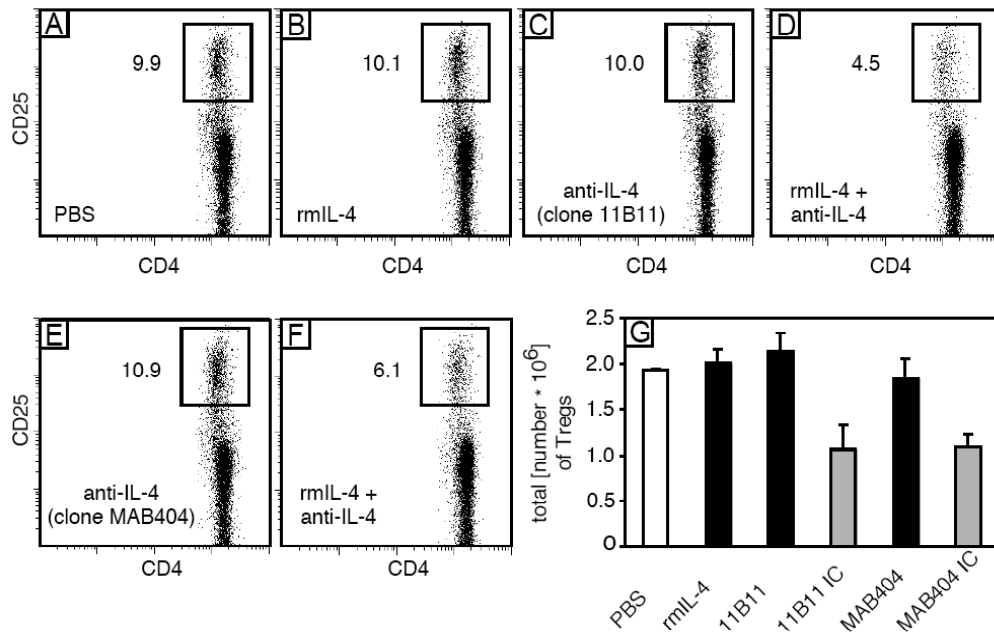 A
9.9
CD25
PBS
CD4
B
10.1
rmIL-4
CD4
C
10.0
anti-IL-4
(clone 11B11)
CD4
D
4.5
rmIL-4 +
anti-IL-4
CD4
E
10.9
CD25
anti-IL-4
(clone MAB404)
CD4
F
6.1
rmIL-4 +
anti-IL-4
CD4
G
total [number * 10^6]
of Tregs
2.5
2.0
1.5
1.0
0.5
0
PBS
rmIL-4
11B11
11B11 IC
MAB404
MAB404 IC